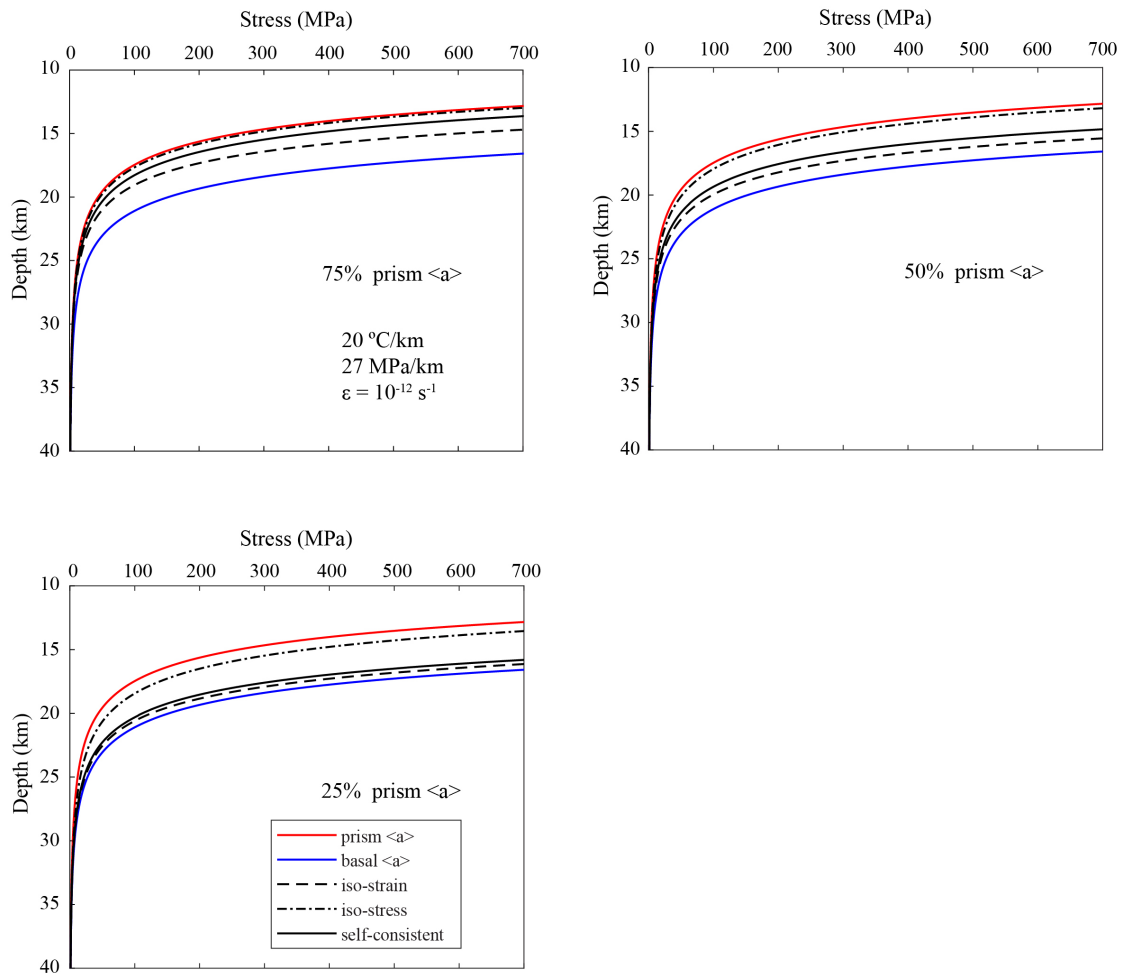 Stress (MPa)
0 100 200 300 400 500 600 700
10
15
20
25
30
35
40
Depth (km)
75% prism <a>
20 ºC/km
27 MPa/km
ε = 10-12 s-1
Stress (MPa)
0 100 200 300 400 500 600 700
10
15
20
25
30
35
40
Depth (km)
50% prism <a>
Stress (MPa)
0 100 200 300 400 500 600 700
10
15
20
25
30
35
40
Depth (km)
25% prism <a>
prism <a>
basal <a>
iso-strain
iso-stress
self-consistent